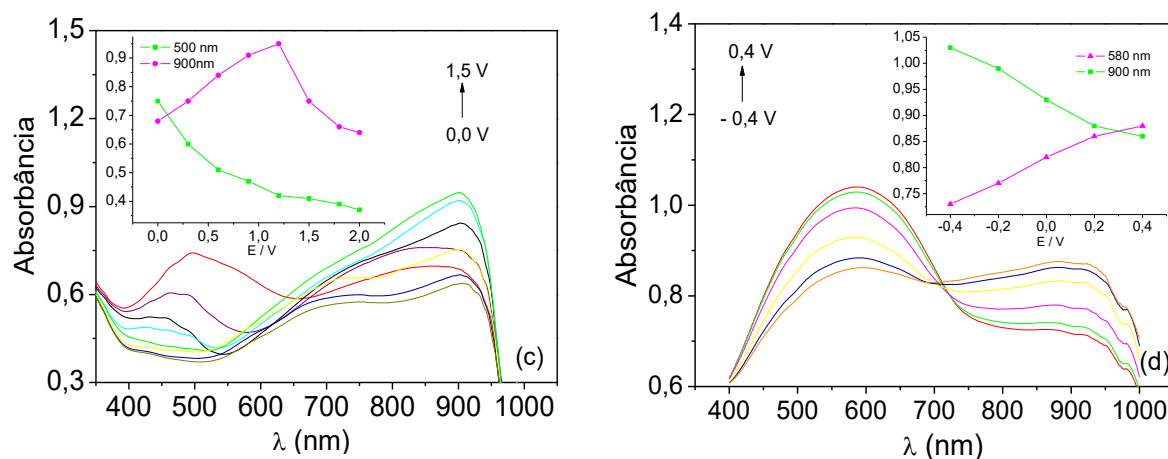 1,5
1,2
0,9
0,6
0,3
Absorbância
400 500 600 700 800 900 1000
λ (nm)
500 nm
900nm
0,9
0,8
0,7
0,6
0,5
0,4
0,0 0,5 1,0 1,5 2,0
E / V
1,5 V
0,0 V
(c)
1,4
1,2
1,0
0,8
0,6
Absorbância
400 500 600 700 800 900 1000
λ (nm)
0,4 V
- 0,4 V
1,05
1,00
0,95
0,90
0,85
0,80
0,75
-0,4 -0,2 0,0 0,2 0,4
E / V
580 nm
900 nm
(d)